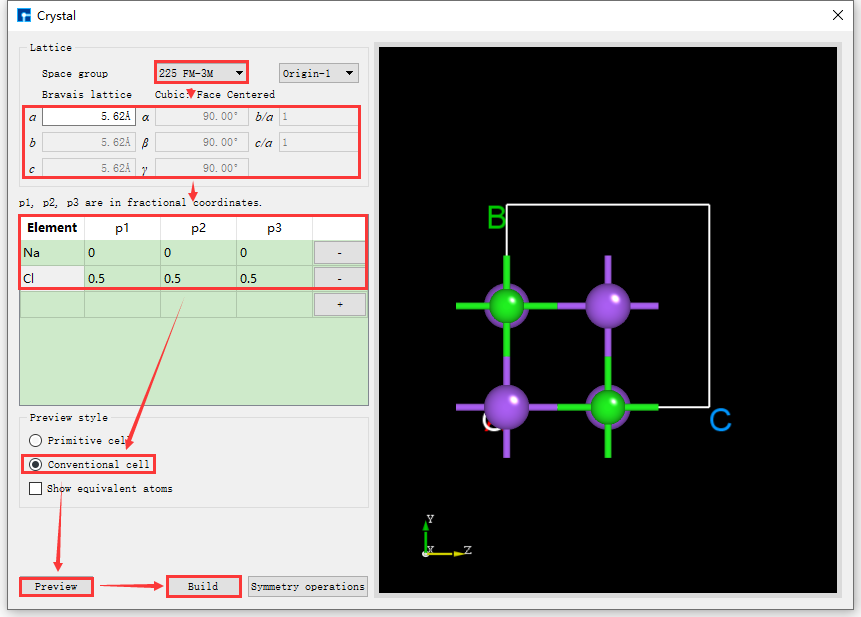 Crystal
Lattice
Space group 225 FM-3M Origin-1
Bravais lattice Cubic: Face Centered
a 5.62Å α 90.00° b/a 1
b 5.62Å β 90.00° c/a 1
c 5.62Å γ 90.00°
p1, p2, p3 are in fractional coordinates.
Element p1 p2 p3
Na 0 0 0 -
Cl 0.5 0.5 0.5 -
+
Preview style
Primitive cell
Conventional cell
Show equivalent atoms
Preview Build Symmetry operations
B
C
Y
X Z